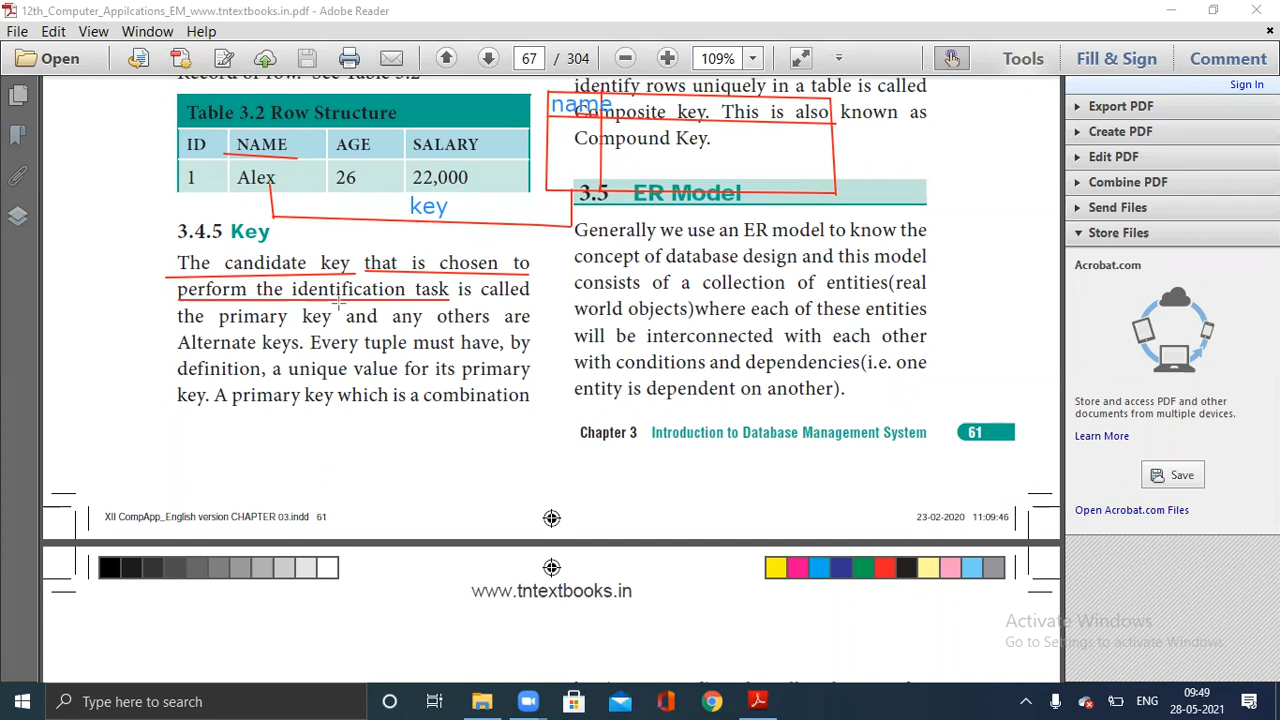 12th_Computer_Applications_EM_www.tntextbooks.in.pdf - Adobe Reader
File Edit View Window Help
Open
67 / 304
109%
Tools
Fill & Sign
Comment
Record or row. See Table 3.2
Table 3.2 Row Structure
ID NAME AGE SALARY
1 Alex 26 22,000
key
3.4.5 Key
The candidate key that is chosen to
perform the identification task is called
the primary key and any others are
Alternate keys. Every tuple must have, by
definition, a unique value for its primary
key. A primary key which is a combination
identify rows uniquely in a table is called
name
Composite key. This is also known as
Compound Key.
3.5 ER Model
Generally we use an ER model to know the
concept of database design and this model
consists of a collection of entities(real
world objects)where each of these entities
will be interconnected with each other
with conditions and dependencies(i.e. one
entity is dependent on another).
Chapter 3 Introduction to Database Management System 61
XII CompApp_English version CHAPTER 03.indd 61
23-02-2020 11:09:46
www.tntextbooks.in
Sign In
Export PDF
Create PDF
Edit PDF
Combine PDF
Send Files
Store Files
Acrobat.com
Store and access PDF and other
documents from multiple devices.
Learn More
Save
Open Acrobat.com Files
Activate Windows
Go to Settings to activate Windows.
Type here to search
ENG
09:49
28-05-2021